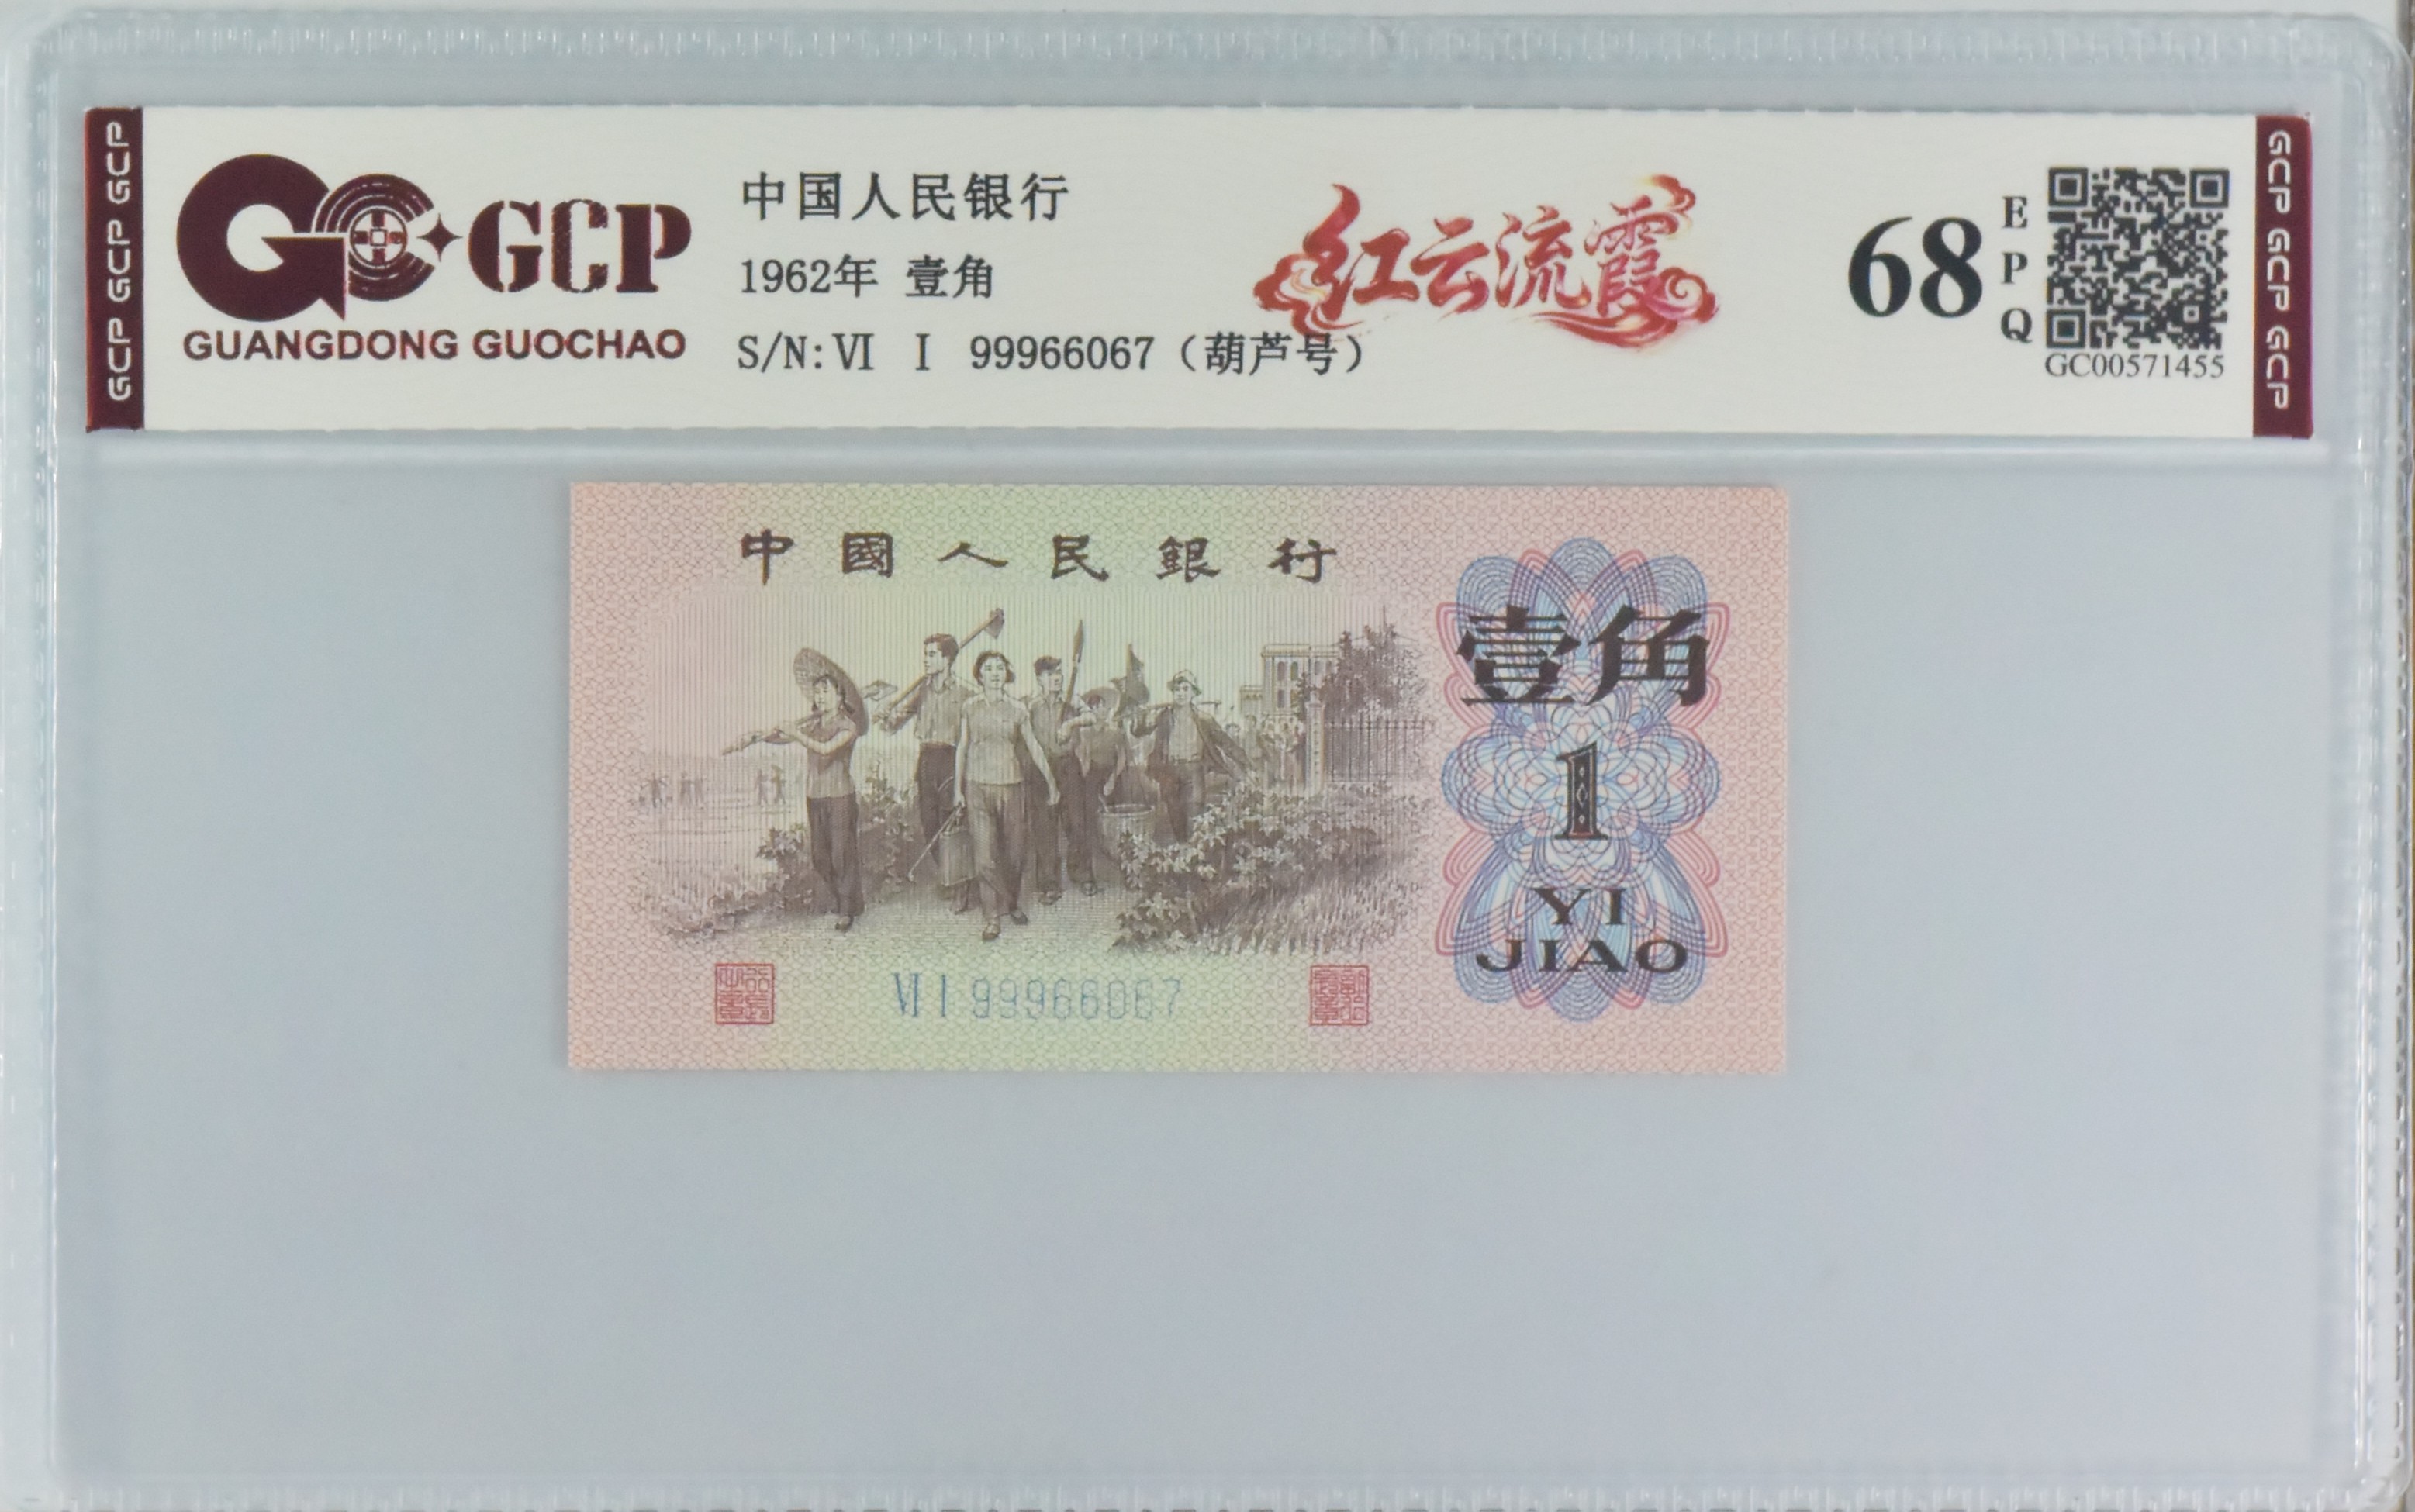 GCP GCP GCP
GCP
GUANGDONG GUOCHAO
中国人民银行
1962年 壹角
S/N: VI I 99966067（葫芦号）
红云流霞
68
EPQ
GC00571455
GCP GCP GCP
中國人民銀行
壹角
1
YI
JIAO
VI I 99966067